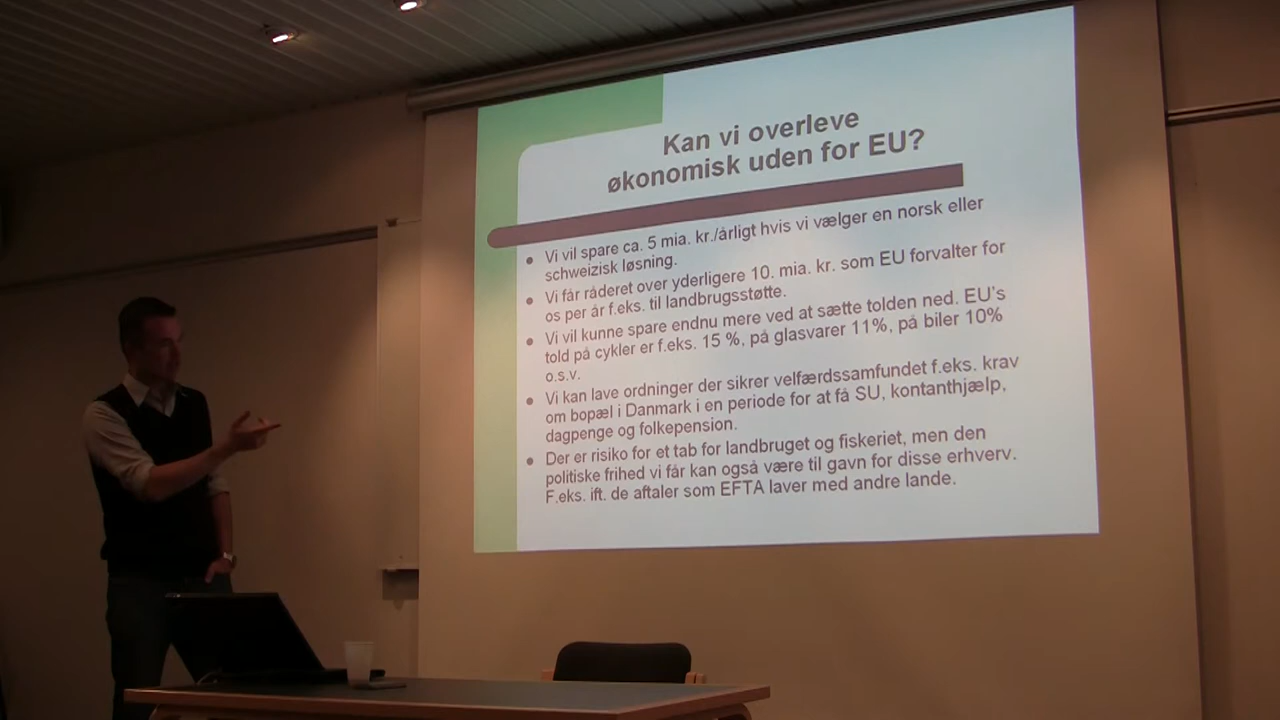 Kan vi overleve
økonomisk uden for EU?
Vi vil spare ca. 5 mia. kr./årligt hvis vi vælger en norsk eller
schweizisk løsning.
Vi får råderet over yderligere 10. mia. kr. som EU forvalter for
os per år f.eks. til landbrugsstøtte.
Vi vil kunne spare endnu mere ved at sætte tolden ned. EU's
told på cykler er f.eks. 15 %, på glasvarer 11%, på biler 10%
o.s.v.
Vi kan lave ordninger der sikrer velfærdssamfundet f.eks. krav
om bopæl i Danmark i en periode for at få SU, kontanthjælp,
dagpenge og folkepension.
Der er risiko for et tab for landbruget og fiskeriet, men den
politiske frihed vi får kan også være til gavn for disse erhverv.
F.eks. ift. de aftaler som EFTA laver med andre lande.